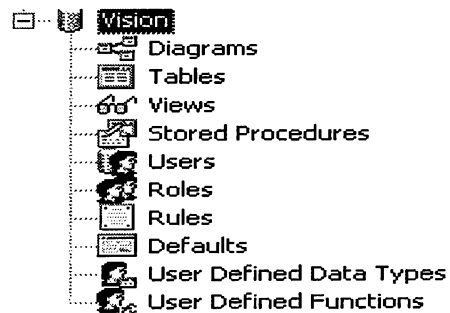 Vision
Diagrams
Tables
Views
Stored Procedures
Users
Roles
Rules
Defaults
User Defined Data Types
User Defined Functions